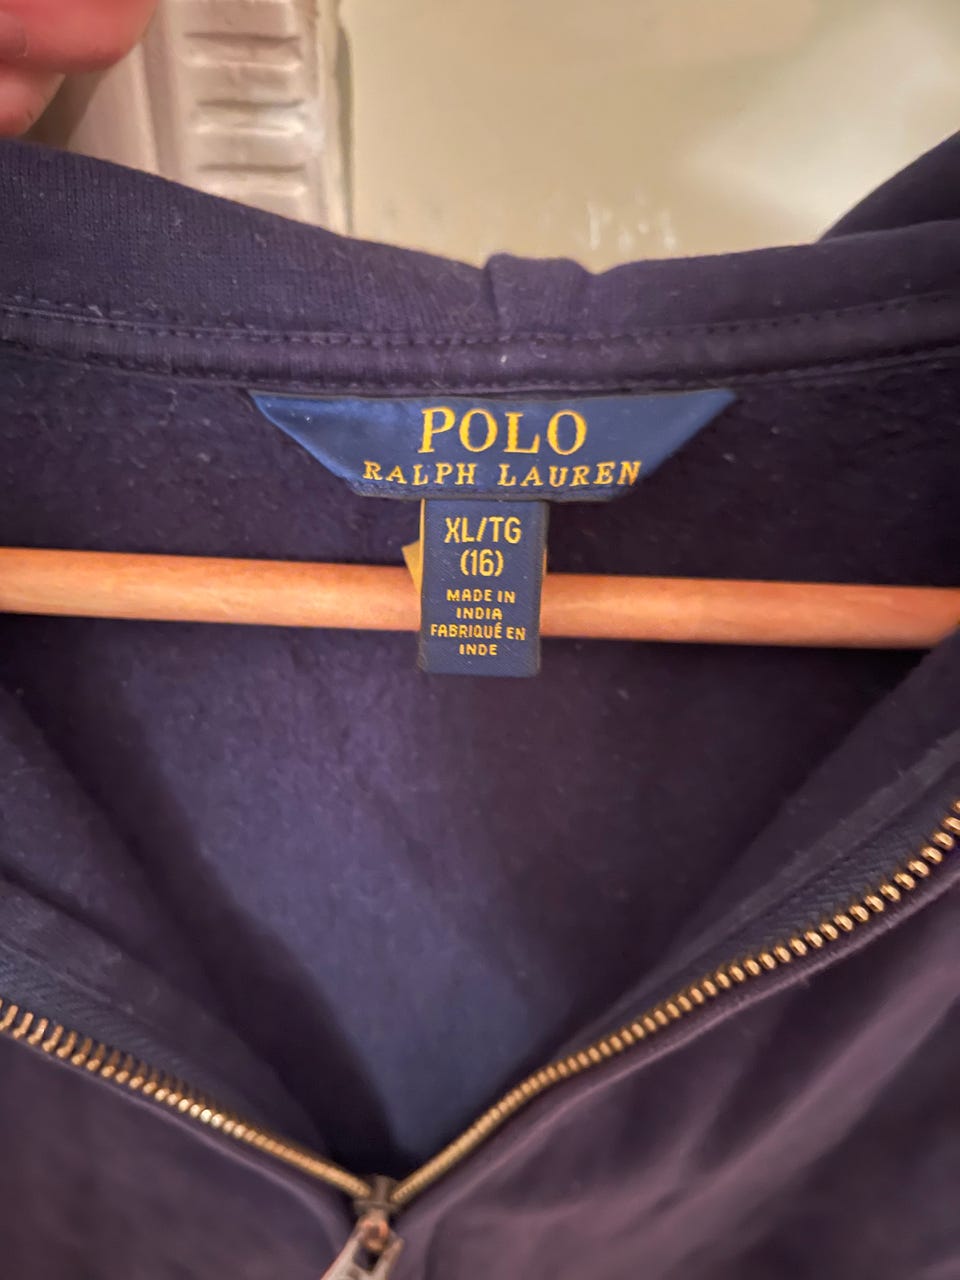 POLO
RALPH LAUREN
XL/TG
(16)
MADE IN
INDIA
FABRIQUÉ EN
INDE